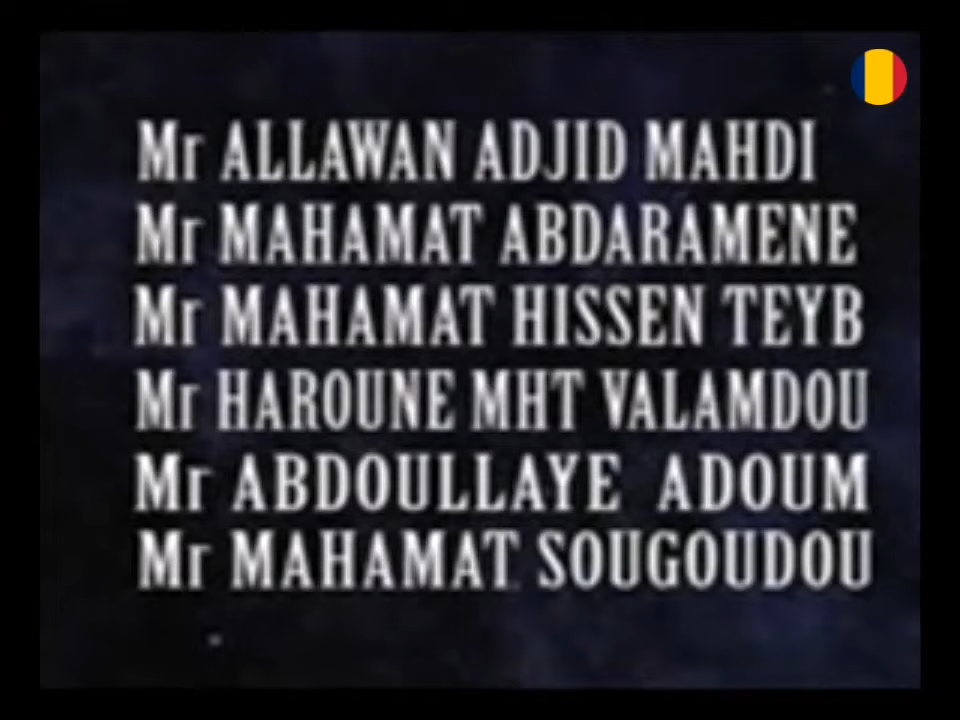 Mr ALLAWAN ADJID MAHDI
Mr MAHAMAT ABDARAMENE
Mr MAHAMAT HISSEN TEYB
Mr HAROUNE MHT VALAMDOU
Mr ABDOULLAYE ADOUM
Mr MAHAMAT SOUGOUDOU